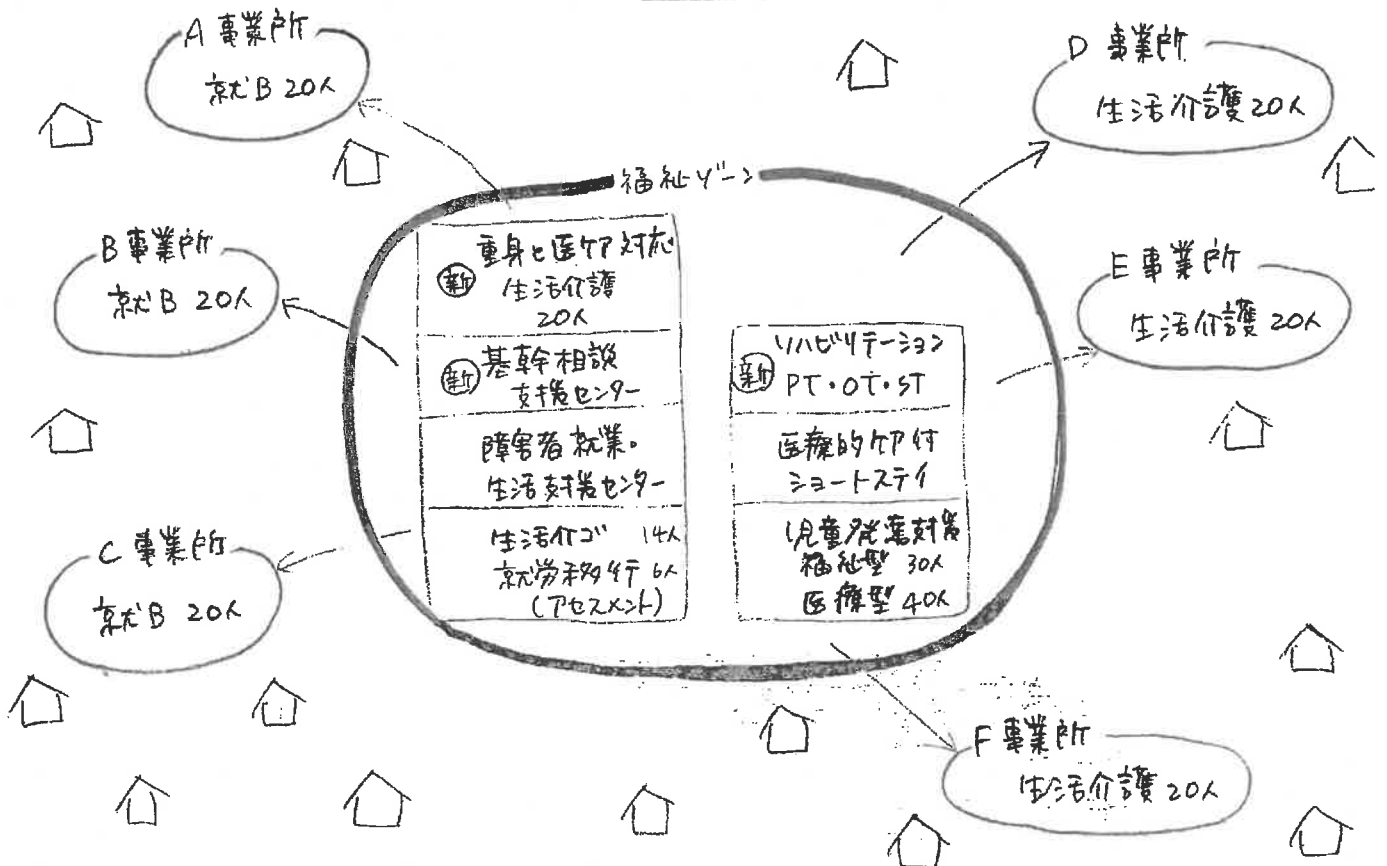 A事業所
就B 20人
D 事業所
生活介護20人
福祉ゾーン
B事業所
就B 20人
新
重身と医ケア対応
生活介護
20人
E事業所
生活介護20人
新
基幹相談
支援センター
新
リハビリテーション
PT・OT・ST
障害者就業・
生活支援センター
医療的ケア付
ショートステイ
C事業所
就B 20人
生活介ゴ 14人
就労移行 6人
(アセスメント)
児童発達支援
福祉型 30人
医療型 40人
F事業所
生活介護20人